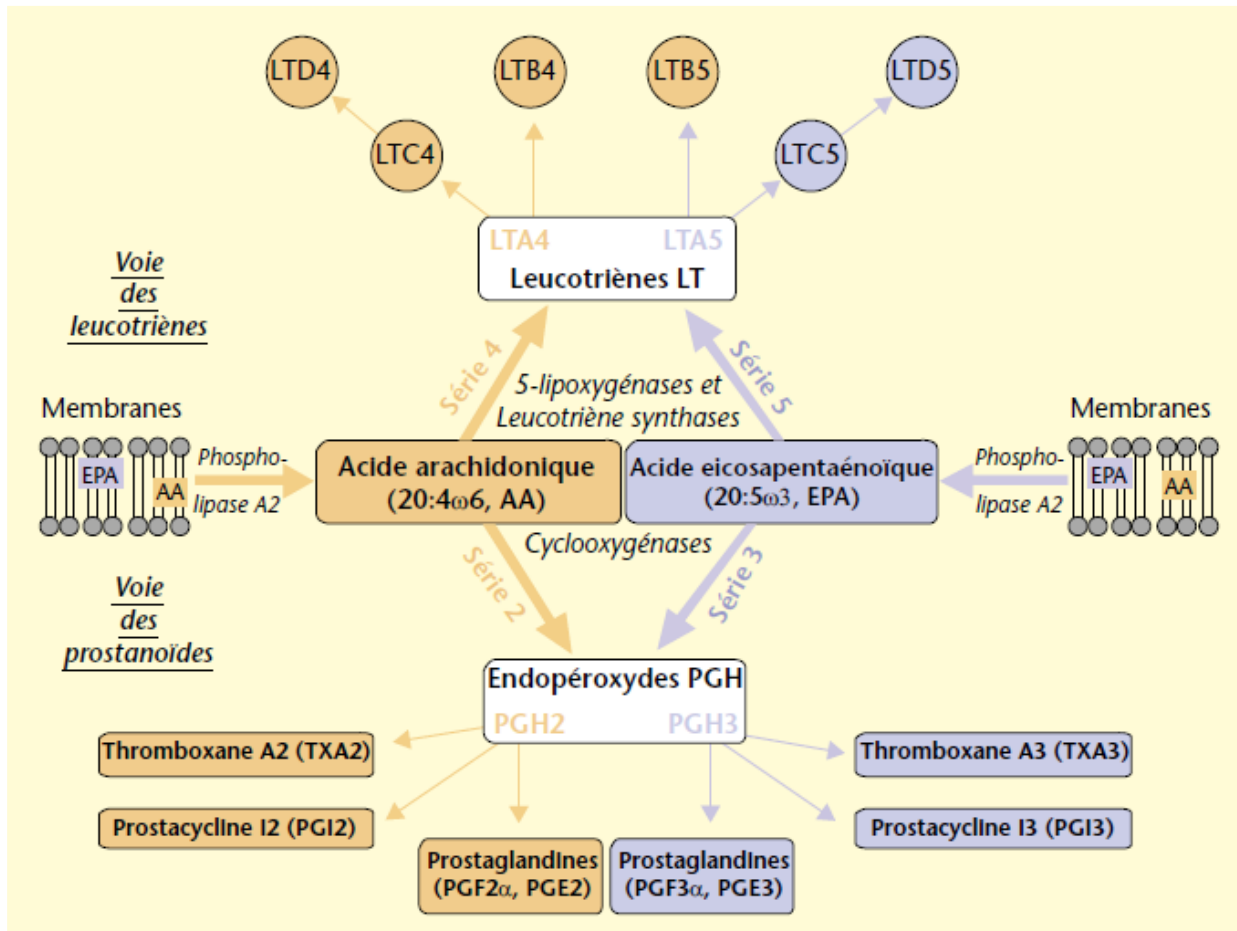 LTD4
LTB4
LTB5
LTD5
LTC4
LTC5
LTA4
LTA5
Leucotriènes LT
Voie
des
leucotriènes
Série 4
Série 5
5-lipoxygénases et
Leucotriène synthases
Membranes
Membranes
EPA
AA
Phospho-
lipase A2
Acide arachidonique
(20:4ω6, AA)
Acide eicosapentaénoïque
(20:5ω3, EPA)
Phospho-
lipase A2
EPA
AA
Cyclooxygénases
Série 2
Série 3
Voie
des
prostanoïdes
Endopéroxydes PGH
PGH2
PGH3
Thromboxane A2 (TXA2)
Thromboxane A3 (TXA3)
Prostacycline I2 (PGI2)
Prostacycline I3 (PGI3)
Prostaglandines
(PGF2α, PGE2)
Prostaglandines
(PGF3α, PGE3)